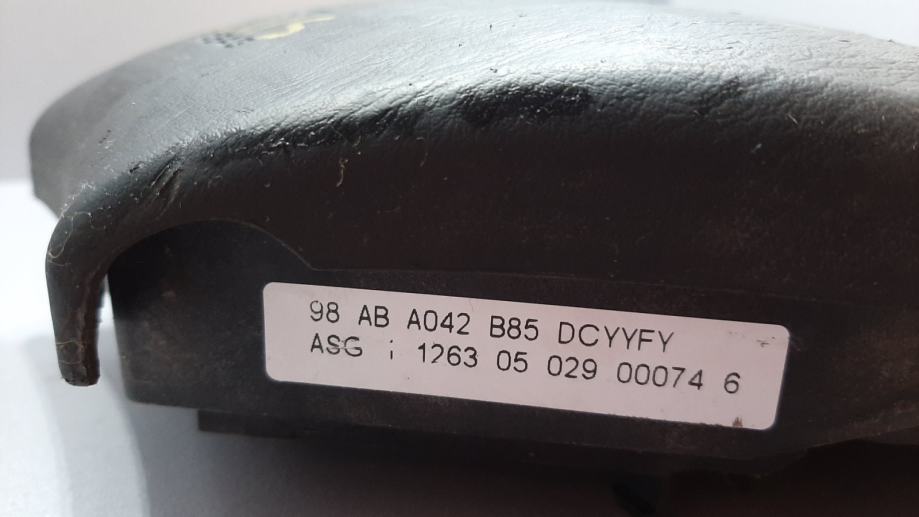 98 AB A042 B85 DCYYFY
ASG i 1263 05 029 00074 6